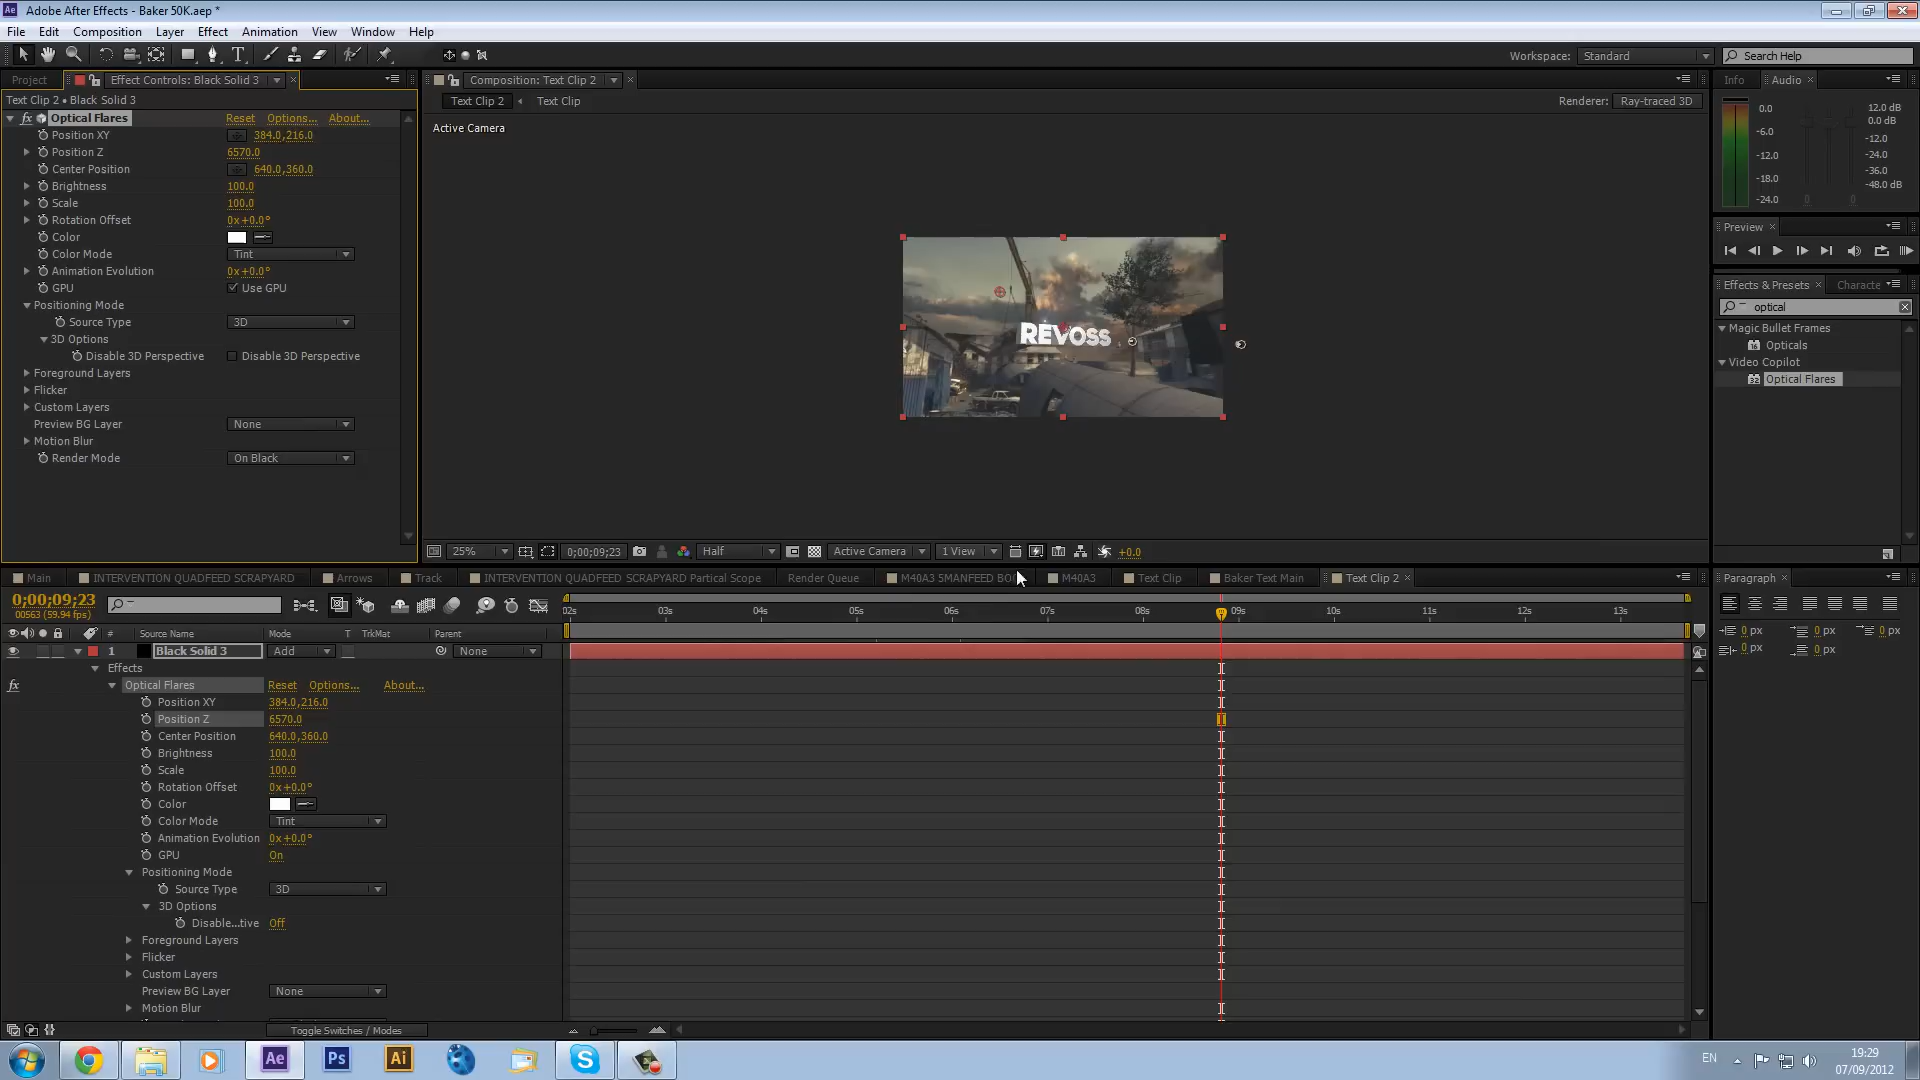 Adobe After Effects - Baker 50K.aep *
File Edit Composition Layer Effect Animation View Window Help
Workspace: Standard Search Help
Project Effect Controls: Black Solid 3 Composition: Text Clip 2 Info Audio
Text Clip 2 • Black Solid 3
Text Clip 2 Text Clip Renderer: Ray-traced 3D
Active Camera
fx Optical Flares Reset Options... About...
Position XY 384.0,216.0
Position Z 6570.0
Center Position 640.0,360.0
Brightness 100.0
Scale 100.0
Rotation Offset 0x+0.0°
Color
Color Mode Tint
Animation Evolution 0x+0.0°
GPU Use GPU
Positioning Mode
Source Type 3D
3D Options
Disable 3D Perspective Disable 3D Perspective
Foreground Layers
Flicker
Custom Layers
Preview BG Layer None
Motion Blur
Render Mode On Black
REVOSS
0.0
-6.0
-12.0
-18.0
-24.0
12.0 dB
0.0 dB
-12.0
-24.0
-36.0
-48.0 dB
0 0
Preview
Effects & Presets Characte
optical
Magic Bullet Frames
Opticals
Video Copilot
Optical Flares
25% 0;00;09;23 Half Active Camera 1 View +0.0
Main INTERVENTION QUADFEED SCRAPYARD Arrows Track INTERVENTION QUADFEED SCRAPYARD Partical Scope Render Queue M40A3 5MANFEED BO M40A3 Text Clip Baker Text Main Text Clip 2
Paragraph
0 px 0 px 0 px
0 px 0 px
0;00;09;23
00563 (59.94 fps)
02s 03s 04s 05s 06s 07s 08s 09s 10s 11s 12s 13s
# Source Name Mode T TrkMat Parent
1 Black Solid 3 Add None
Effects
fx Optical Flares Reset Options... About...
Position XY 384.0,216.0
Position Z 6570.0
Center Position 640.0,360.0
Brightness 100.0
Scale 100.0
Rotation Offset 0x+0.0°
Color
Color Mode Tint
Animation Evolution 0x+0.0°
GPU On
Positioning Mode
Source Type 3D
3D Options
Disable...tive Off
Foreground Layers
Flicker
Custom Layers
Preview BG Layer None
Motion Blur
Toggle Switches / Modes
Ae Ps Ai S
EN
19:29
07/09/2012